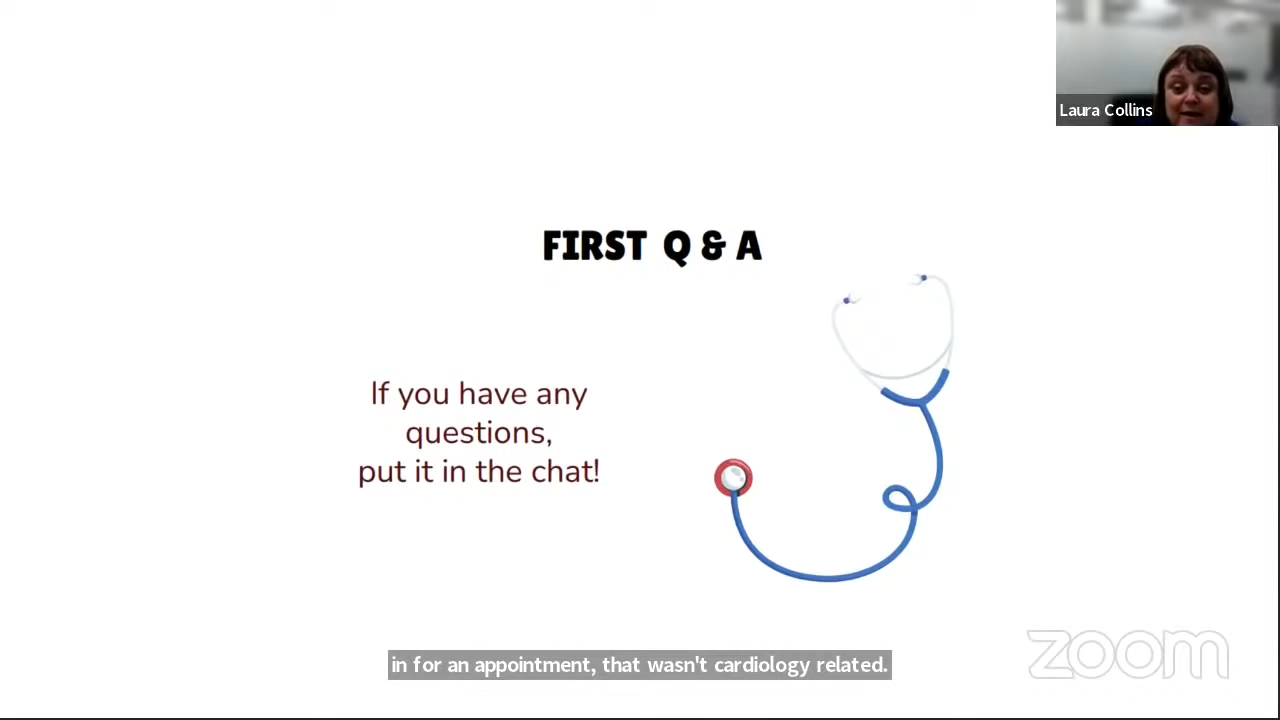 Laura Collins
FIRST Q & A
If you have any
questions,
put it in the chat!
in for an appointment, that wasn't cardiology related.
zoom